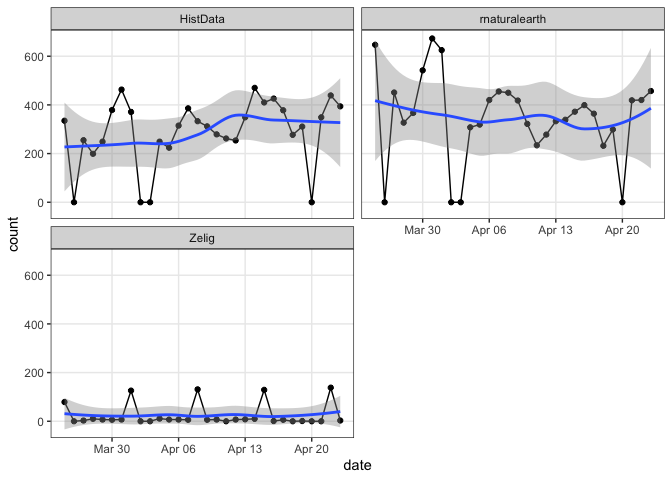 HistData
rnaturalearth
600
400
200
0
Mar 30
Apr 06
Apr 13
Apr 20
Zelig
600
400
200
0
Mar 30
Apr 06
Apr 13
Apr 20
count
date